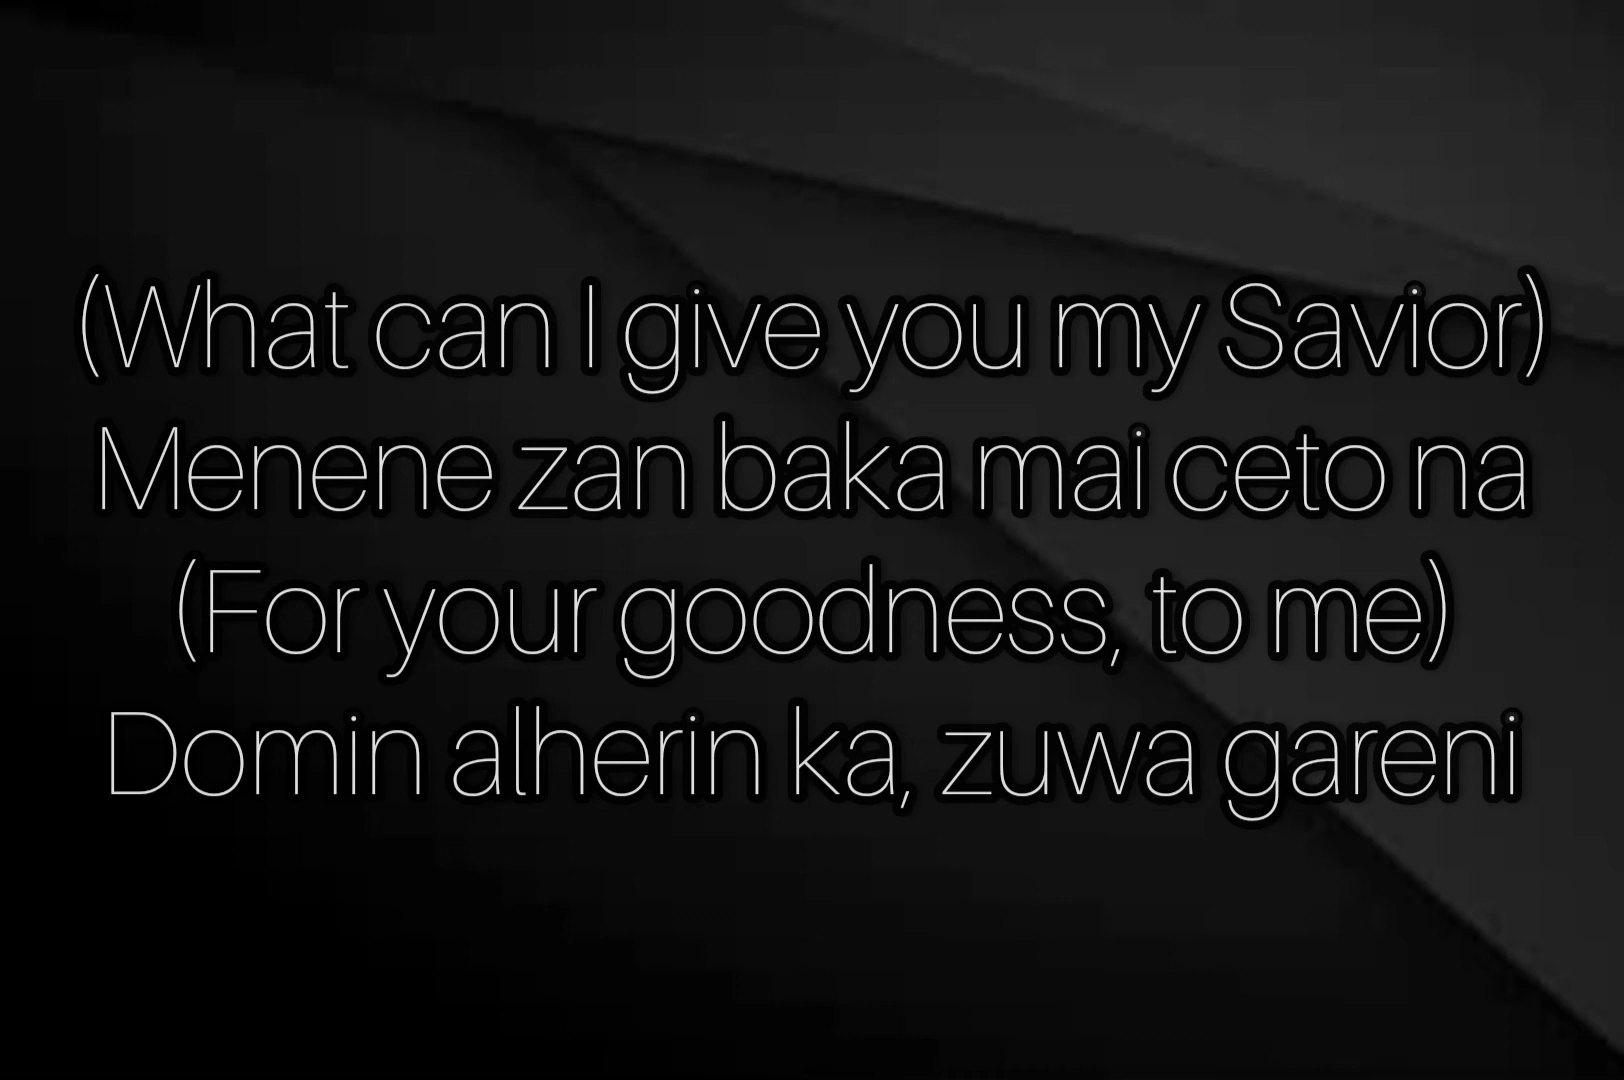 (What can I give you my Savior)
Menene zan baka mai ceto na
(For your goodness, to me)
Domin alherin ka, zuwa gareni